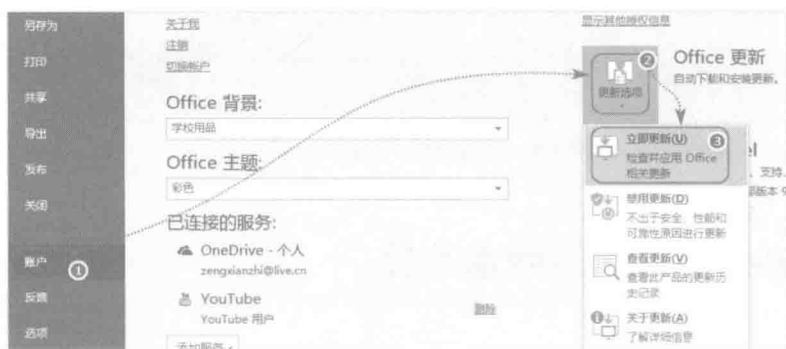 另存为
打印
共享
导出
发布
关闭
账户
①
反馈
选项
关于我
注销
切换帐户
Office 背景:
学校用品
Office 主题:
彩色
已连接的服务:
OneDrive - 个人
zengxianzhi@live.cn
YouTube
YouTube 用户
删除
添加服务
显示其他授权信息
更新选项
②
Office 更新
自动下载和安装更新。
立即更新(U)
③
检查并应用 Office
相关更新
禁用更新(D)
不出于安全、性能和
可靠性原因进行更新
查看更新(V)
查看此产品的更新历
史记录
关于更新(A)
了解详细信息
支持